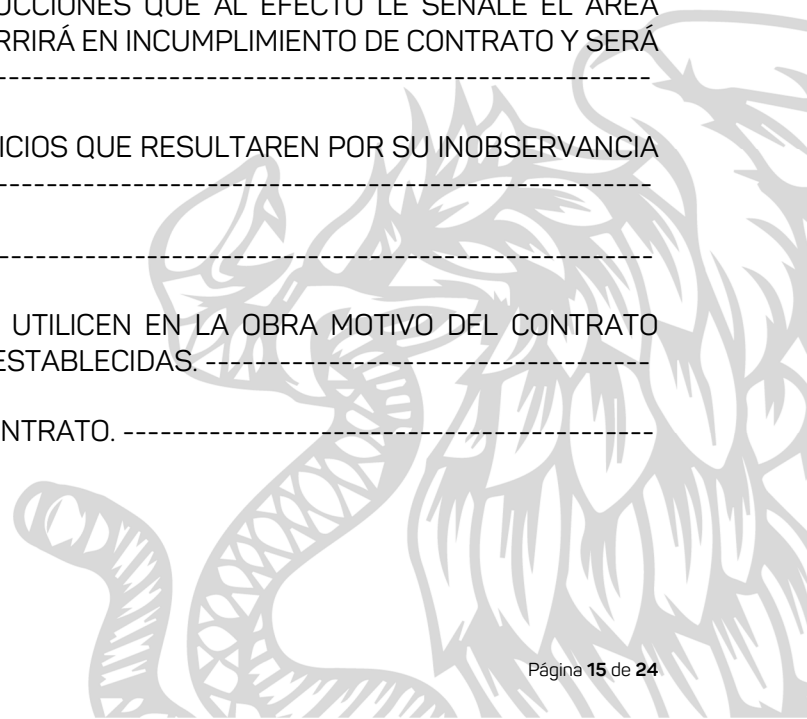 UCCIONES QUE AL EFECTO LE SEÑALE EL ÁREA
RRIRÁ EN INCUMPLIMIENTO DE CONTRATO Y SERÁ
-----------------------------------------------------
ICIOS QUE RESULTAREN POR SU INOBSERVANCIA
-----------------------------------------------------
-----------------------------------------------------
UTILICEN EN LA OBRA MOTIVO DEL CONTRATO
ESTABLECIDAS. ------------------------------------
NTRATO. -------------------------------------------
Página 15 de 24